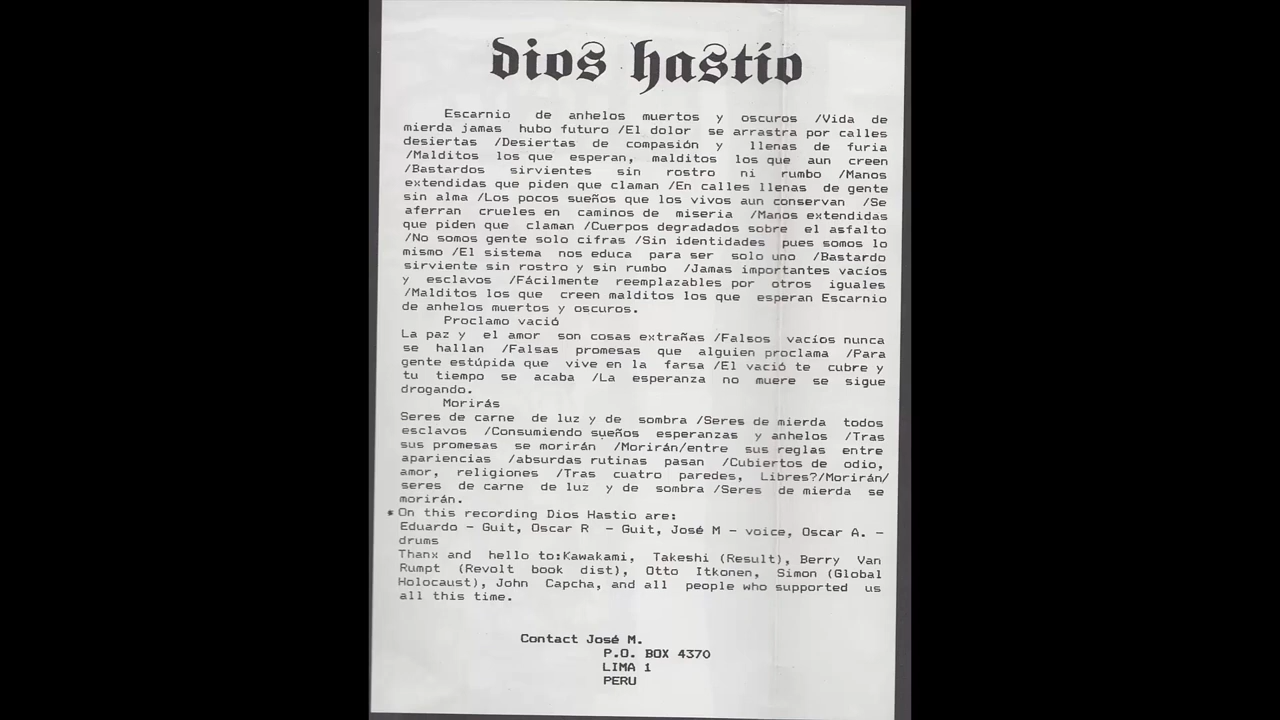 dios hastío
Escarnio de anhelos muertos y oscuros /Vida de
mierda jamas hubo futuro /El dolor se arrastra por calles
desiertas /Desiertas de compasión y llenas de furia
/Malditos los que esperan, malditos los que aun creen
/Bastardos sirvientes sin rostro ni rumbo /Manos
extendidas que piden que claman /En calles llenas de gente
sin alma /Los pocos sueños que los vivos aun conservan /Se
aferran crueles en caminos de miseria /Manos extendidas
que piden que claman /Cuerpos degradados sobre el asfalto
/No somos gente solo cifras /Sin identidades pues somos lo
mismo /El sistema nos educa para ser solo uno /Bastardo
sirviente sin rostro y sin rumbo /Jamas importantes vacíos
y esclavos /Fácilmente reemplazables por otros iguales
/Malditos los que creen malditos los que esperan Escarnio
de anhelos muertos y oscuros.
Proclamo vació
La paz y el amor son cosas extrañas /Falsos vacíos nunca
se hallan /Falsas promesas que alguien proclama /Para
gente estúpida que vive en la farsa /El vació te cubre y
tu tiempo se acaba /La esperanza no muere se sigue
drogando.
Morirás
Seres de carne de luz y de sombra /Seres de mierda todos
esclavos /Consumiendo sueños esperanzas y anhelos /Tras
sus promesas se morirán /Morirán/entre sus reglas entre
apariencias /absurdas rutinas pasan /Cubiertos de odio,
amor, religiones /Tras cuatro paredes, Libres?/Morirán/
seres de carne de luz y de sombra /Seres de mierda se
morirán.
*On this recording Dios Hastio are:
Eduardo - Guit, Oscar R - Guit, José M - voice, Oscar A. -
drums
Thanx and hello to:Kawakami, Takeshi (Result), Berry Van
Rumpt (Revolt book dist), Otto Itkonen, Simon (Global
Holocaust), John Capcha, and all people who supported us
all this time.
Contact José M.
P.O. BOX 4370
LIMA 1
PERU